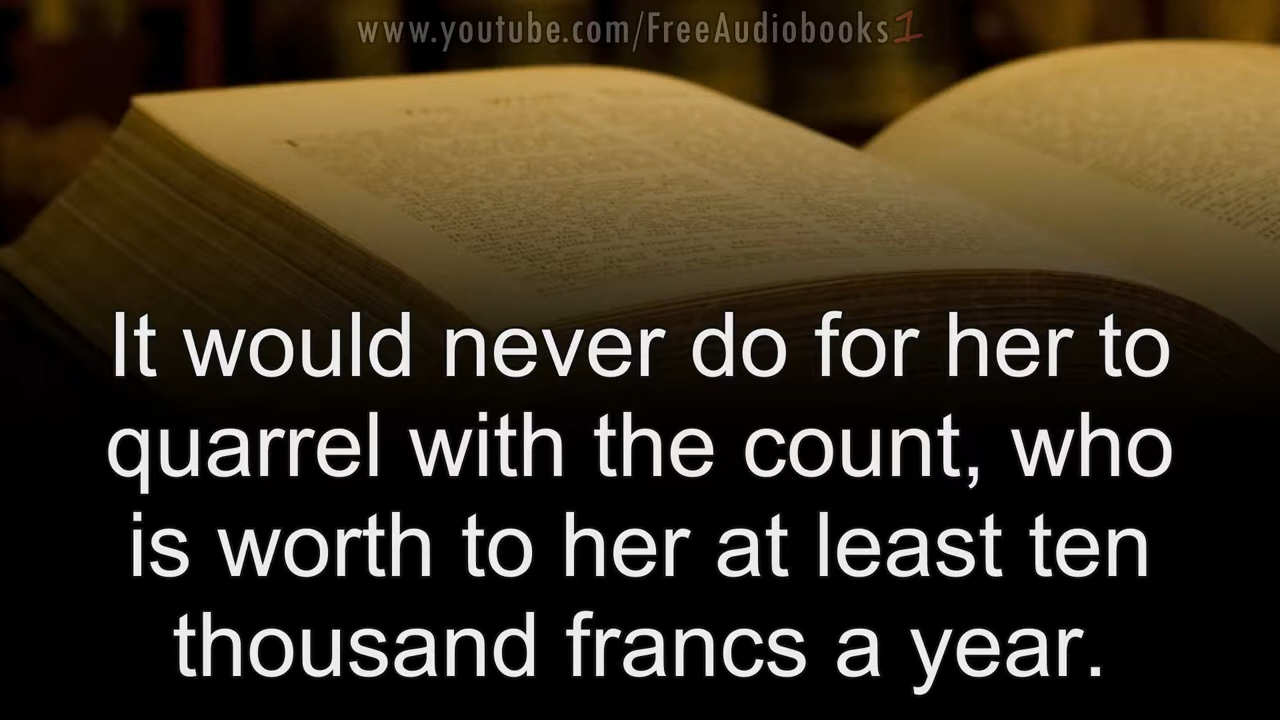 www.youtube.com/FreeAudiobooks1
It would never do for her to
quarrel with the count, who
is worth to her at least ten
thousand francs a year.